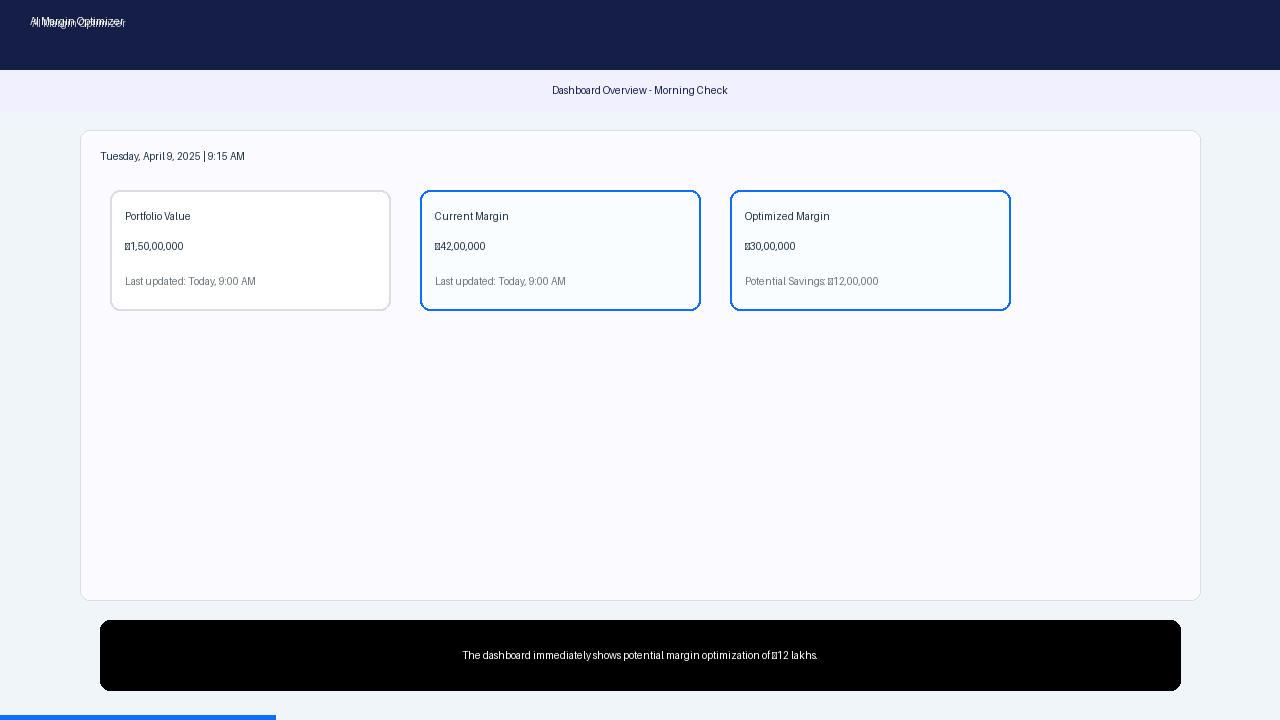 AI Margin Optimizer
Dashboard Overview - Morning Check
Tuesday, April 9, 2025 | 9:15 AM
Portfolio Value
1,50,00,000
Last updated: Today, 9:00 AM
Current Margin
42,00,000
Last updated: Today, 9:00 AM
Optimized Margin
30,00,000
Potential Savings: 12,00,000
The dashboard immediately shows potential margin optimization of 12 lakhs.